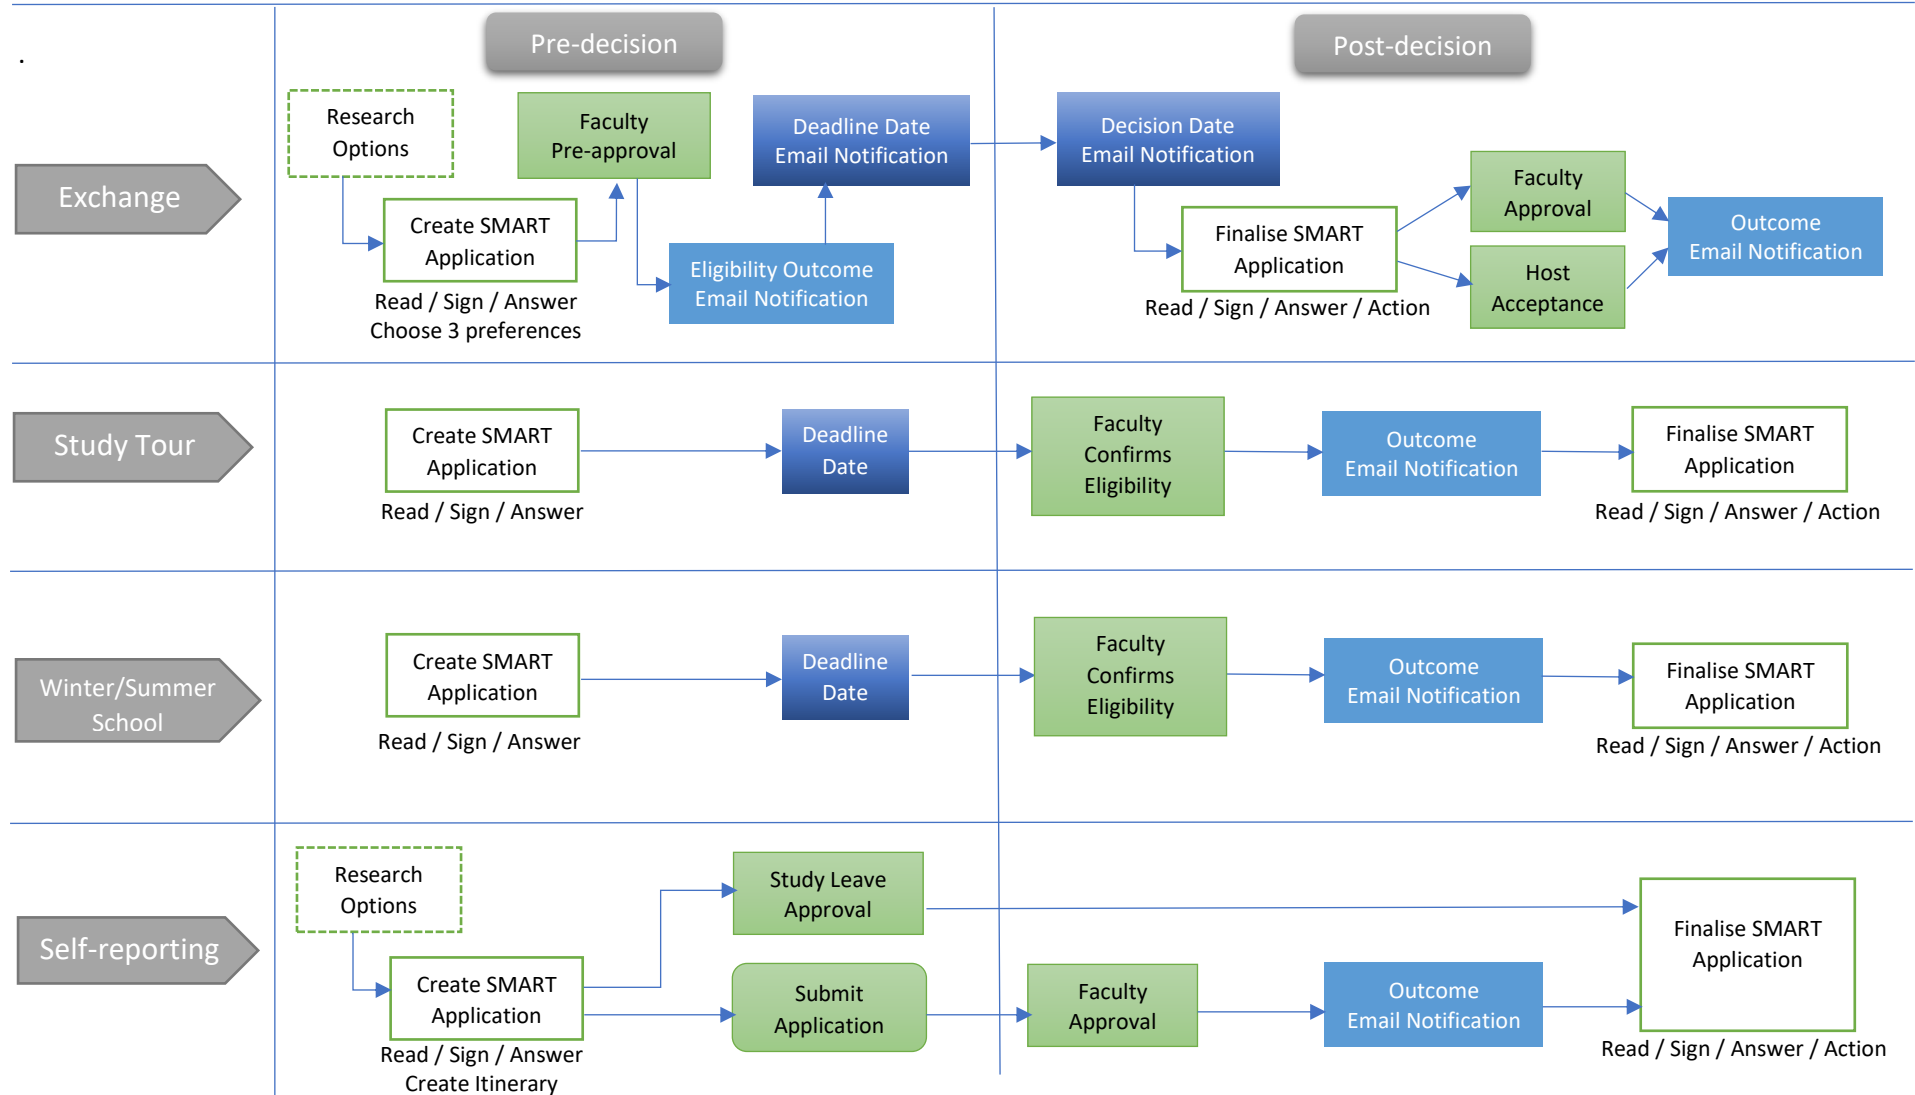 Pre-decision
Post-decision
.
Exchange
Research
Options
Create SMART
Application
Read / Sign / Answer
Choose 3 preferences
Faculty
Pre-approval
Eligibility Outcome
Email Notification
Deadline Date
Email Notification
Decision Date
Email Notification
Finalise SMART
Application
Read / Sign / Answer / Action
Faculty
Approval
Host
Acceptance
Outcome
Email Notification
Study Tour
Create SMART
Application
Read / Sign / Answer
Deadline
Date
Faculty
Confirms
Eligibility
Outcome
Email Notification
Finalise SMART
Application
Read / Sign / Answer / Action
Winter/Summer
School
Create SMART
Application
Read / Sign / Answer
Deadline
Date
Faculty
Confirms
Eligibility
Outcome
Email Notification
Finalise SMART
Application
Read / Sign / Answer / Action
Self-reporting
Research
Options
Create SMART
Application
Read / Sign / Answer
Create Itinerary
Study Leave
Approval
Submit
Application
Faculty
Approval
Outcome
Email Notification
Finalise SMART
Application
Read / Sign / Answer / Action